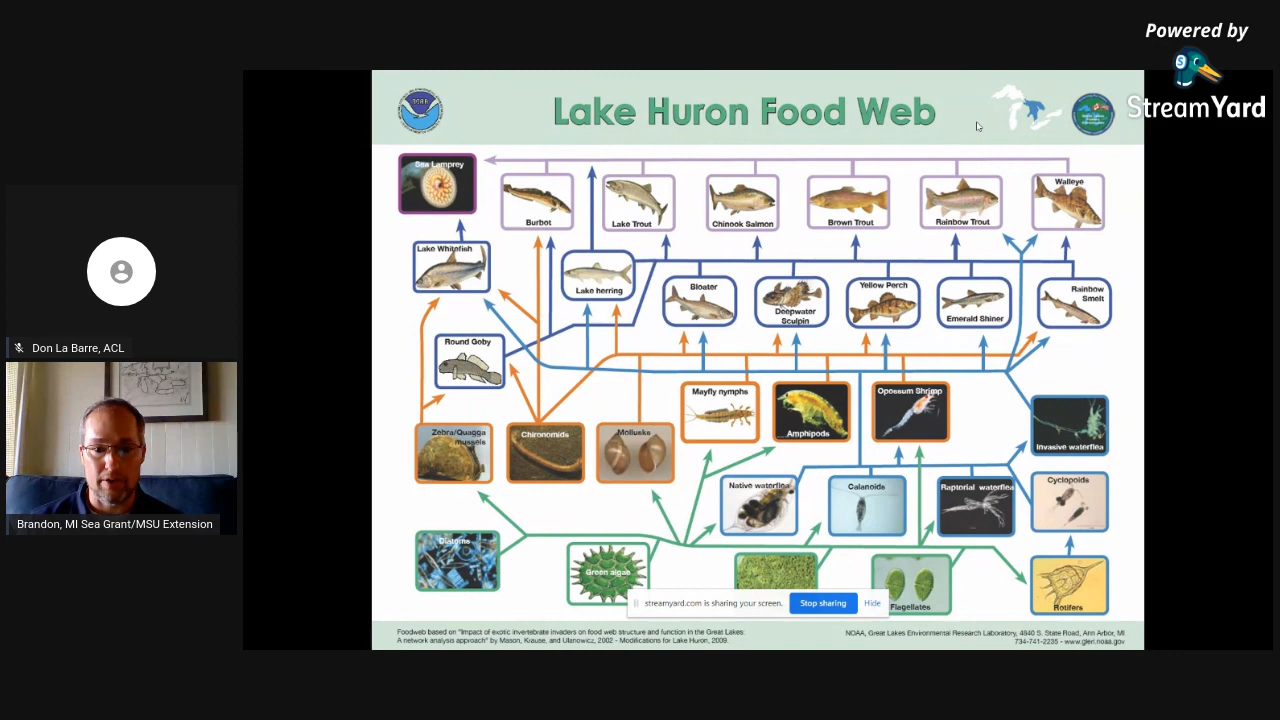 Powered by
StreamYard
Lake Huron Food Web
NOAA
Sea Lamprey
Burbot
Lake Trout
Chinook Salmon
Brown Trout
Rainbow Trout
Walleye
Lake Whitefish
Lake herring
Bloater
Deepwater
Sculpin
Yellow Perch
Emerald Shiner
Rainbow
Smelt
Round Goby
Mayfly nymphs
Amphipods
Opossum Shrimp
Invasive waterflea
Zebra/Quagga
mussels
Chironomids
Mollusks
Native waterflea
Calanoids
Raptorial waterflea
Cyclopoids
Diatoms
Green algae
Flagellates
Rotifers
streamyard.com is sharing your screen.
Stop sharing
Hide
Foodweb based on "Impact of exotic invertebrate invaders on food web structure and function in the Great Lakes:
A network analysis approach" by Mason, Krause, and Ulanowicz, 2002 - Modifications for Lake Huron, 2009.
NOAA, Great Lakes Environmental Research Laboratory, 4840 S. State Road, Ann Arbor, MI
734-741-2235 - www.glerl.noaa.gov
Don La Barre, ACL
Brandon, MI Sea Grant/MSU Extension